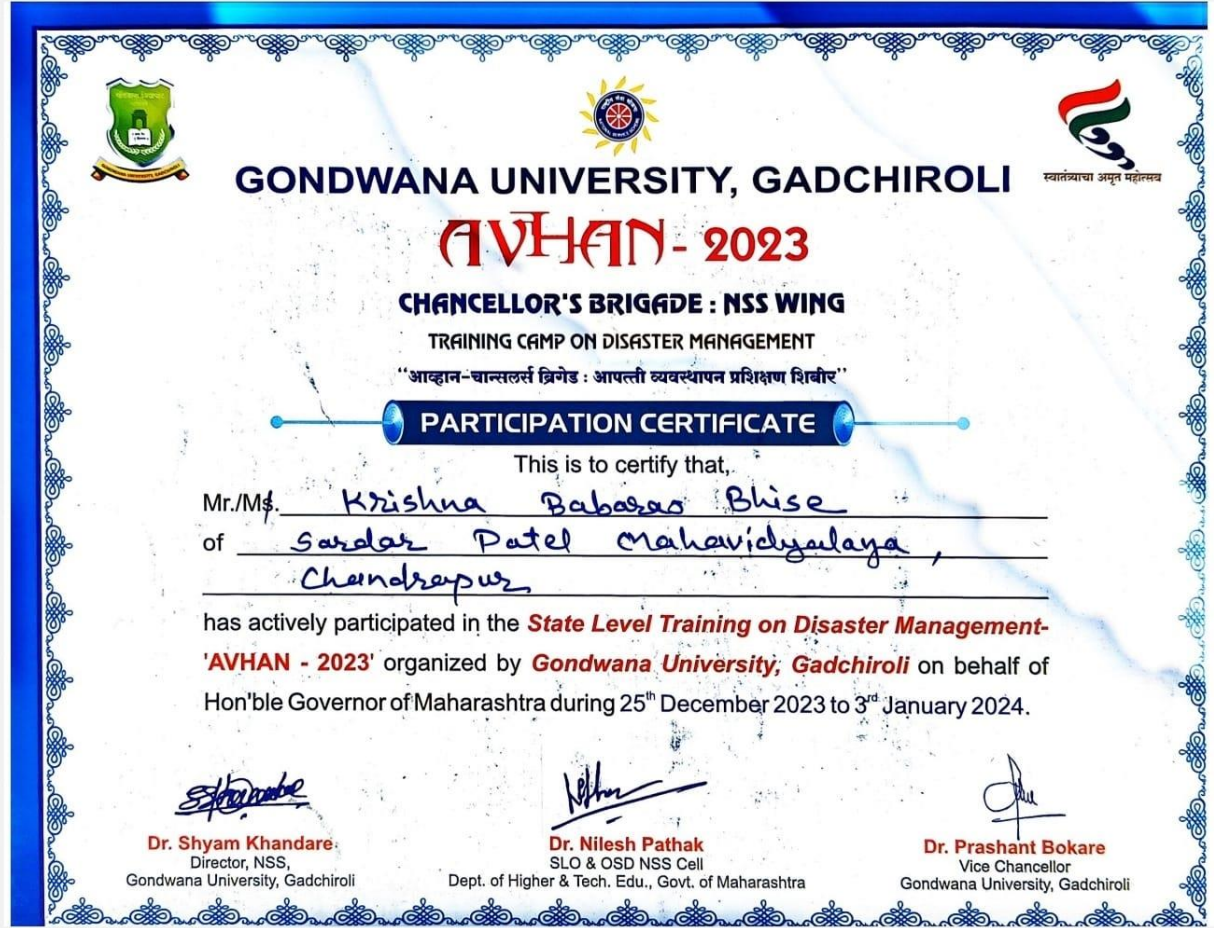 GONDWANA UNIVERSITY, GADCHIROLI
स्वातंत्र्याचा अमृत महोत्सव
GONDWANA UNIVERSITY, GADCHIROLI
AVHAN - 2023
CHANCELLOR'S BRIGADE : NSS WING
TRAINING CAMP ON DISASTER MANAGEMENT
"आव्हान-चान्सलर्स ब्रिगेड : आपत्ती व्यवस्थापन प्रशिक्षण शिबीर"
PARTICIPATION CERTIFICATE
This is to certify that,
Mr./Ms. Krishna Babarao Bhise
of Sardar Patel Mahavidyalaya,
Chandrapur
has actively participated in the State Level Training on Disaster Management-
'AVHAN - 2023' organized by Gondwana University, Gadchiroli on behalf of
Hon'ble Governor of Maharashtra during 25th December 2023 to 3rd January 2024.
Dr. Shyam Khandare
Director, NSS,
Gondwana University, Gadchiroli
Dr. Nilesh Pathak
SLO & OSD NSS Cell
Dept. of Higher & Tech. Edu., Govt. of Maharashtra
Dr. Prashant Bokare
Vice Chancellor
Gondwana University, Gadchiroli